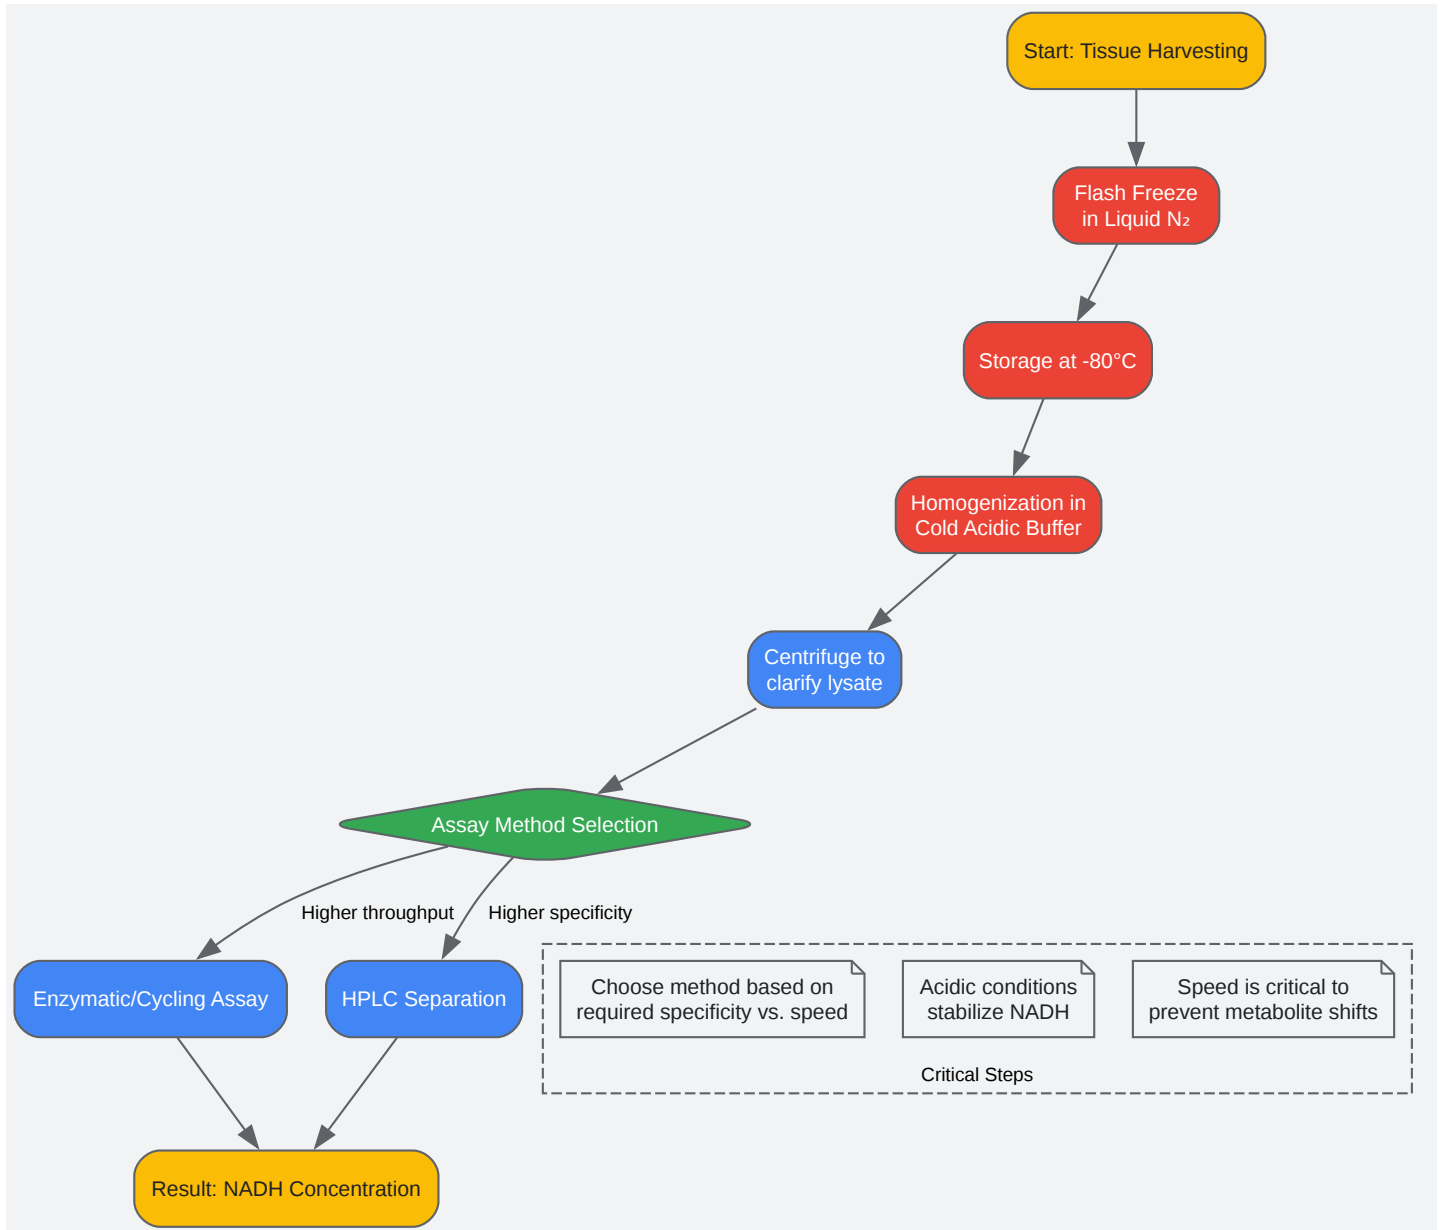 Start: Tissue Harvesting
Flash Freeze
in Liquid N₂
Storage at -80°C
Homogenization in
Cold Acidic Buffer
Centrifuge to
clarify lysate
Assay Method Selection
Higher throughput
Higher specificity
Enzymatic/Cycling Assay
HPLC Separation
Choose method based on
required specificity vs. speed
Acidic conditions
stabilize NADH
Speed is critical to
prevent metabolite shifts
Critical Steps
Result: NADH Concentration